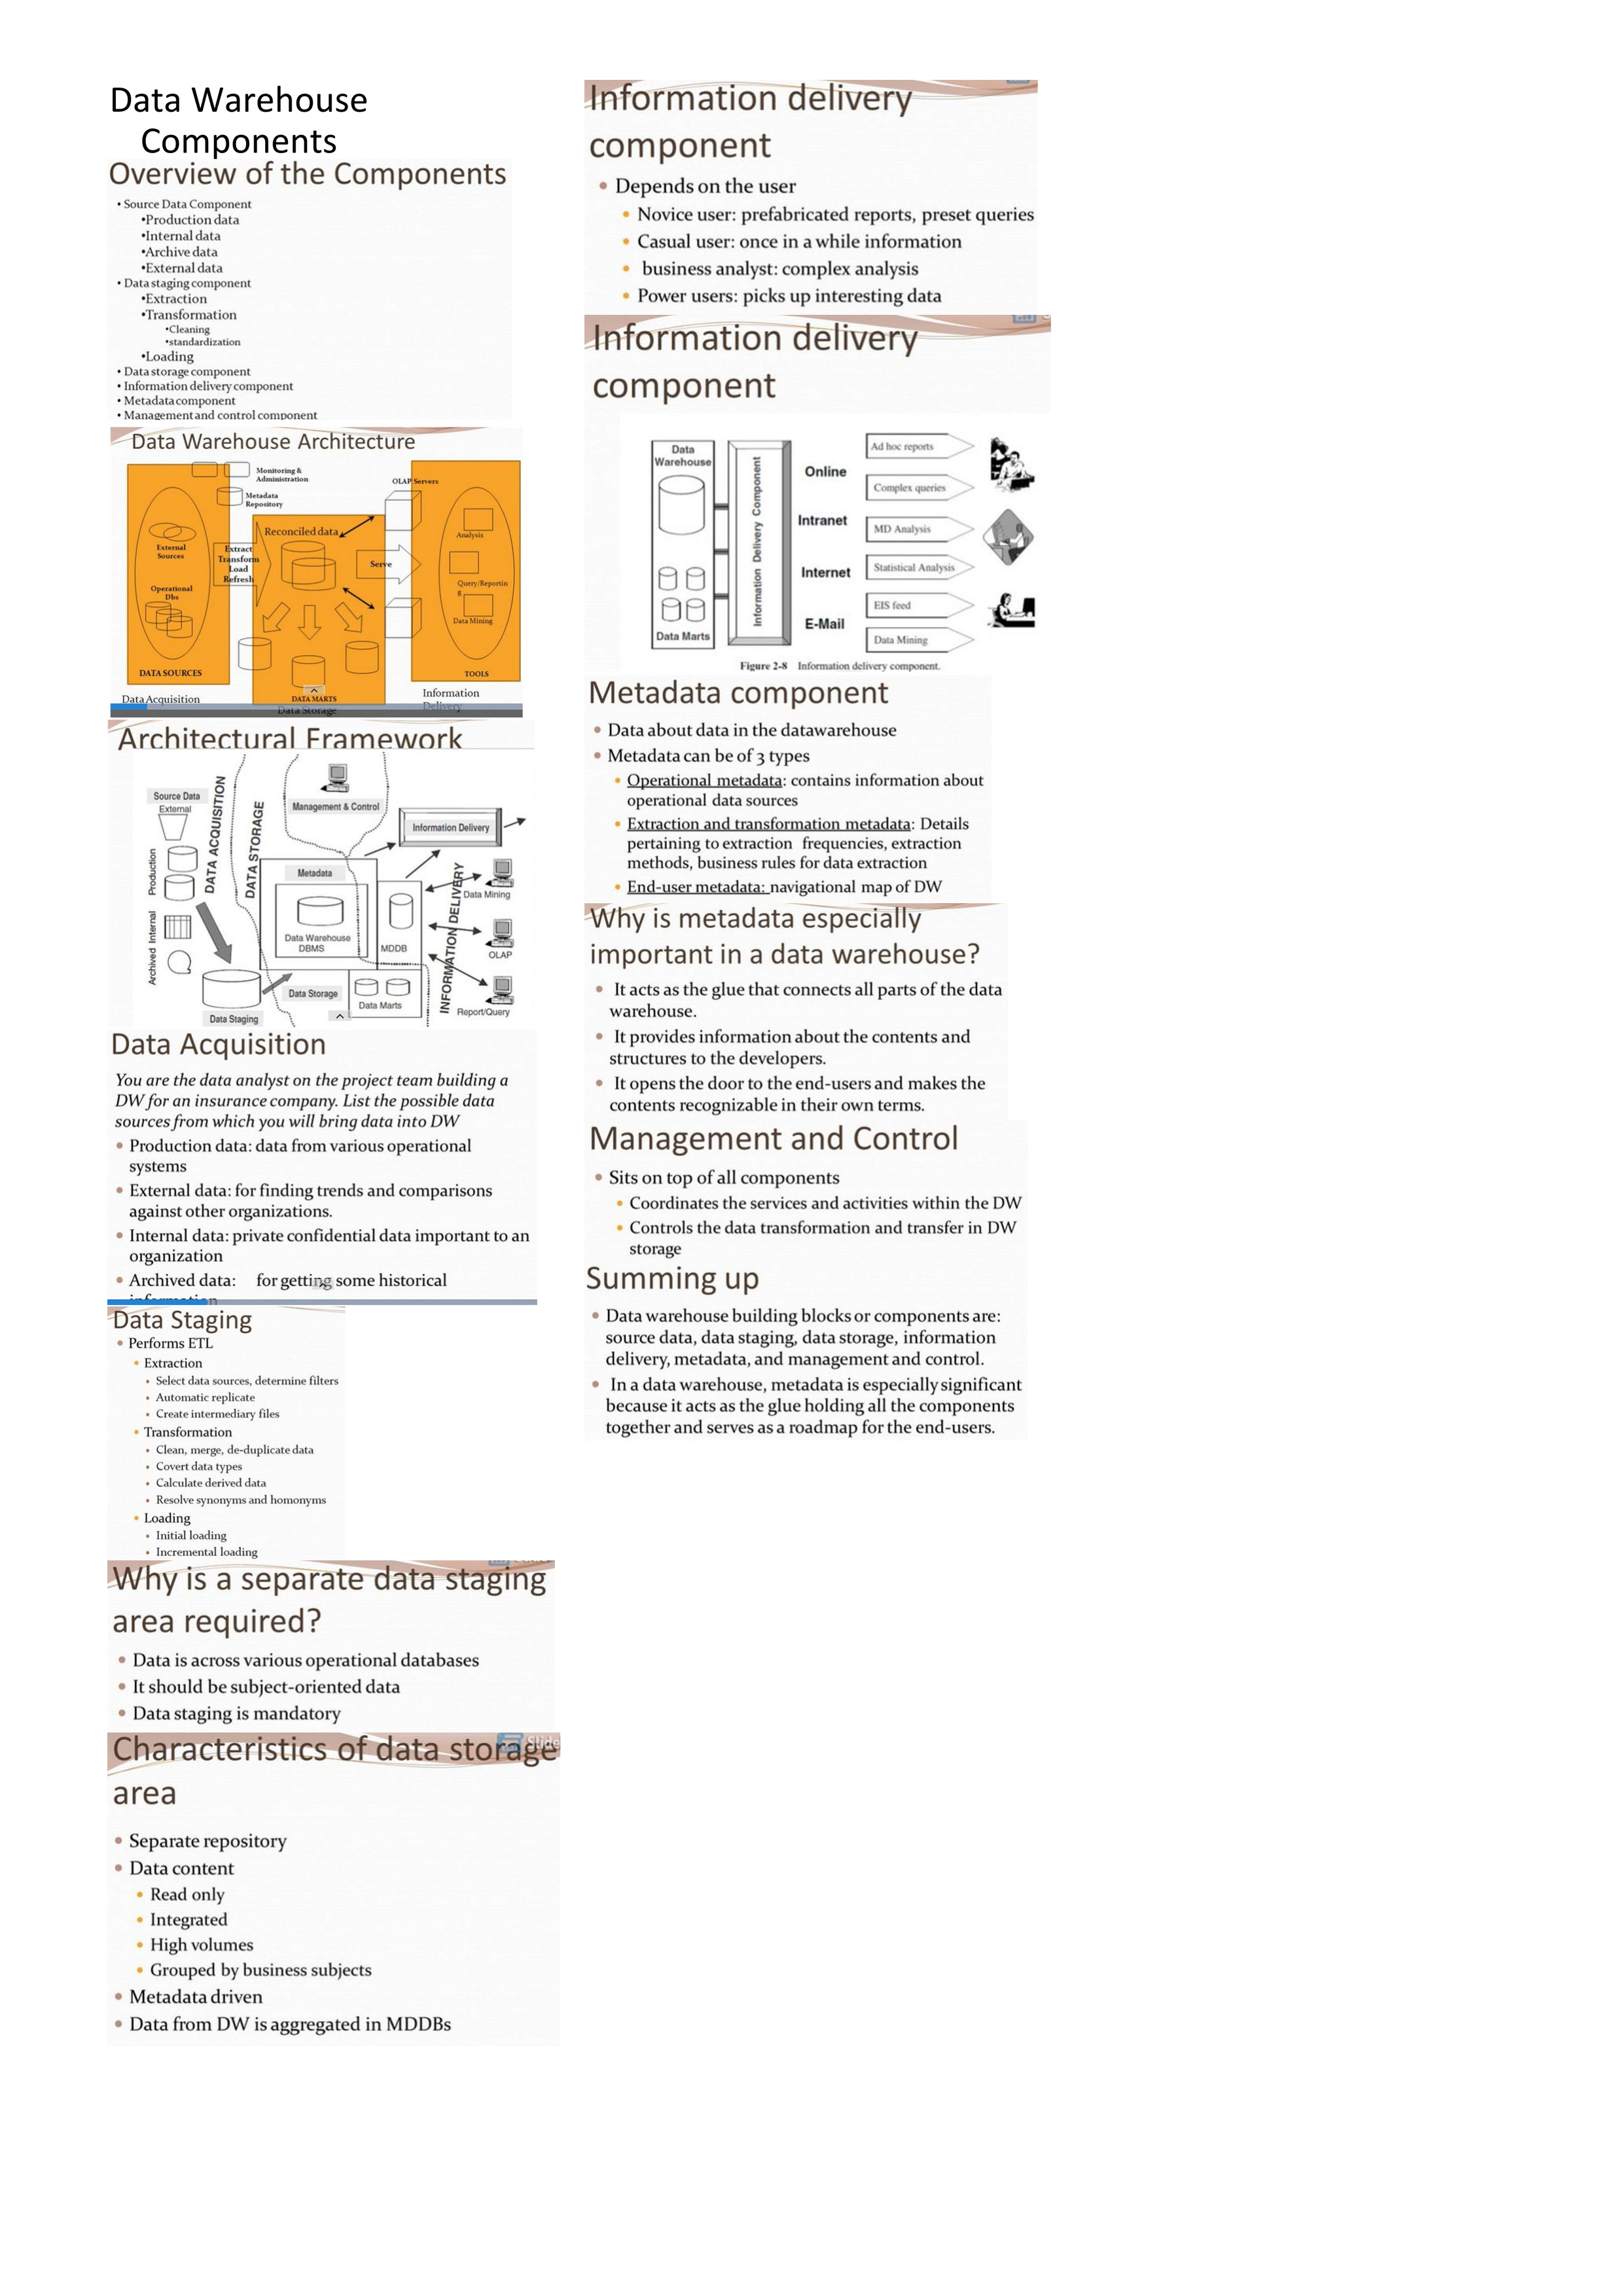 Data Warehouse
Components
Overview of the Components
• Source Data Component
•Production data
•Internal data
•Archive data
•External data
• Data staging component
•Extraction
•Transformation
•Cleaning
•standardization
•Loading
• Data storage component
• Information delivery component
• Metadata component
• Management and control component
Data Warehouse Architecture
Monitoring &
Administration
Metadata
Repository
OLAP Servers
Reconciled data
External
Sources
Extract
Transform
Load
Refresh
Serve
Operational
Dbs
Analysis
Query/Reportin
g
Data Mining
DATA SOURCES
TOOLS
DATA MARTS
Data Acquisition
Data Storage
Information
Delivery
Architectural Framework
Source Data
External
Production
Internal
Archived
DATA ACQUISITION
DATA STORAGE
Management & Control
Information Delivery
Metadata
Data Warehouse
DBMS
MDDB
INFORMATION DELIVERY
Data Mining
OLAP
Report/Query
Data Storage
Data Marts
Data Staging
Data Acquisition
You are the data analyst on the project team building a
DW for an insurance company. List the possible data
sources from which you will bring data into DW
• Production data: data from various operational
systems
• External data: for finding trends and comparisons
against other organizations.
• Internal data: private confidential data important to an
organization
• Archived data: for getting some historical
information
Data Staging
• Performs ETL
• Extraction
• Select data sources, determine filters
• Automatic replicate
• Create intermediary files
• Transformation
• Clean, merge, de-duplicate data
• Covert data types
• Calculate derived data
• Resolve synonyms and homonyms
• Loading
• Initial loading
• Incremental loading
Why is a separate data staging
area required?
• Data is across various operational databases
• It should be subject-oriented data
• Data staging is mandatory
Characteristics of data storage
area
• Separate repository
• Data content
• Read only
• Integrated
• High volumes
• Grouped by business subjects
• Metadata driven
• Data from DW is aggregated in MDDBs
Information delivery
component
• Depends on the user
• Novice user: prefabricated reports, preset queries
• Casual user: once in a while information
• business analyst: complex analysis
• Power users: picks up interesting data
Information delivery
component
Data
Warehouse
Data Marts
Information Delivery Component
Online
Intranet
Internet
E-Mail
Ad hoc reports
Complex queries
MD Analysis
Statistical Analysis
EIS feed
Data Mining
Figure 2-8 Information delivery component.
Metadata component
• Data about data in the datawarehouse
• Metadata can be of 3 types
• Operational metadata: contains information about
operational data sources
• Extraction and transformation metadata: Details
pertaining to extraction frequencies, extraction
methods, business rules for data extraction
• End-user metadata: navigational map of DW
Why is metadata especially
important in a data warehouse?
• It acts as the glue that connects all parts of the data
warehouse.
• It provides information about the contents and
structures to the developers.
• It opens the door to the end-users and makes the
contents recognizable in their own terms.
Management and Control
• Sits on top of all components
• Coordinates the services and activities within the DW
• Controls the data transformation and transfer in DW
storage
Summing up
• Data warehouse building blocks or components are:
source data, data staging, data storage, information
delivery, metadata, and management and control.
• In a data warehouse, metadata is especially significant
because it acts as the glue holding all the components
together and serves as a roadmap for the end-users.